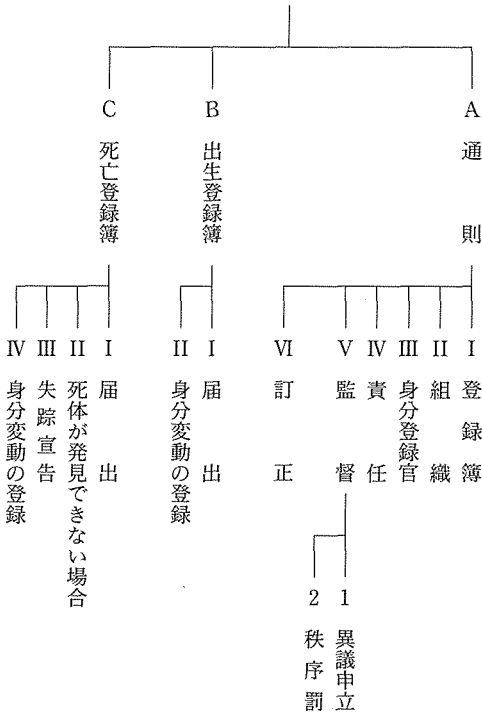 A 通則
I 登録簿
II 組織
III 身分登録官
IV 責任
V 監督
1 異議申立
2 秩序罰
VI 訂正
B 出生登録簿
I 届出
II 身分変動の登録
C 死亡登録簿
I 届出
II 死体が発見できない場合
III 失踪宣告
IV 身分変動の登録